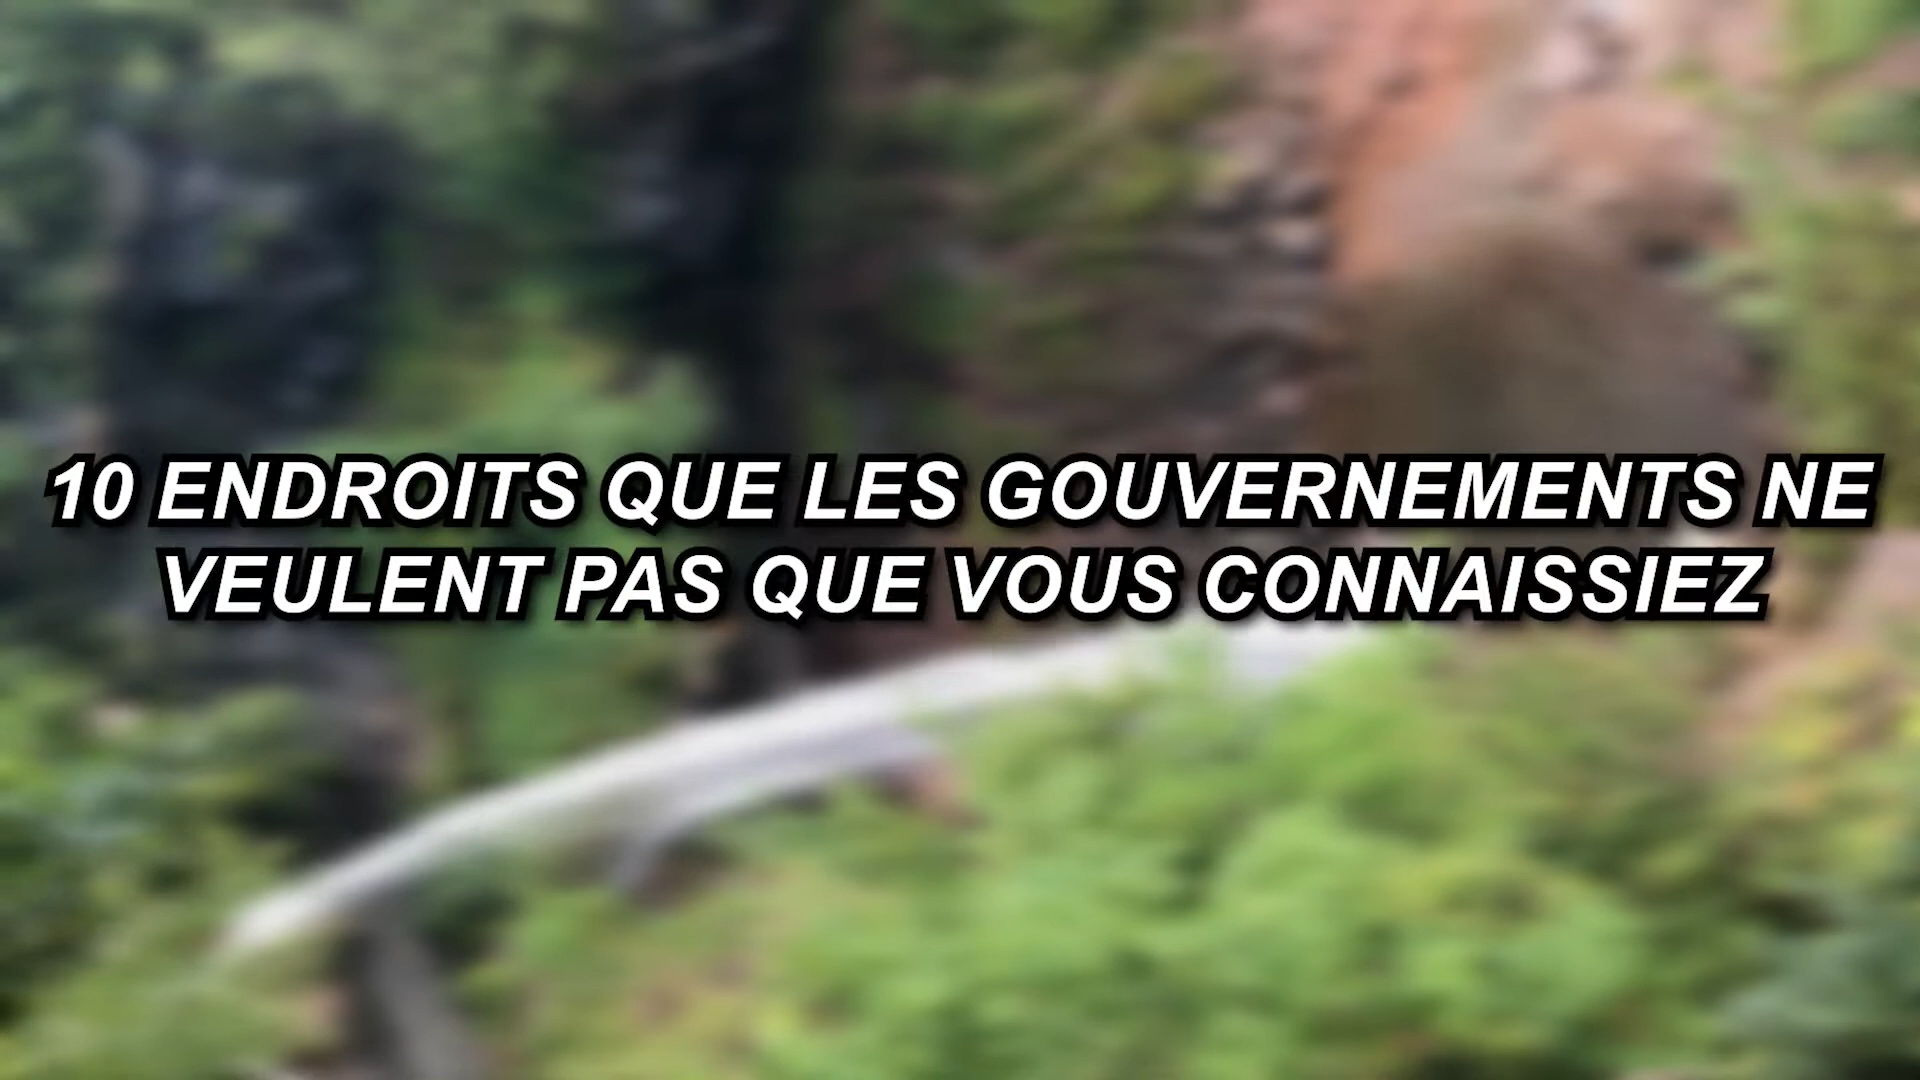 10 ENDROITS QUE LES GOUVERNEMENTS NE
VEULENT PAS QUE VOUS CONNAISSIEZ